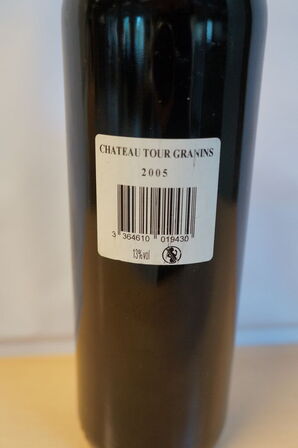 CHATEAU TOUR GRANINS
2005
3 364610 019430
13%vol